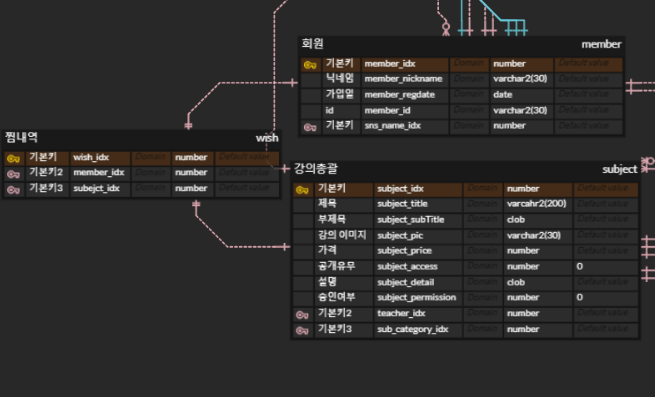 회원 member
기본키 member_idx Domain number Default value
닉네임 member_nickname Domain varchar2(30) Default value
가입일 member_regdate Domain date Default value
id member_id Domain varchar2(30) Default value
기본키 sns_name_idx Domain number Default value
찜내역 wish
기본키 wish_idx Domain number Default value
기본키2 member_idx Domain number Default value
기본키3 subejct_idx Domain number Default value
강의총괄 subject
기본키 subject_idx Domain number Default value
제목 subject_title Domain varcahr2(200) Default value
부제목 subject_subTitle Domain clob Default value
강의 이미지 subject_pic Domain varchar2(30) Default value
가격 subject_price Domain number Default value
공개유무 subject_access Domain number 0
설명 subject_detail Domain clob Default value
승인여부 subject_permission Domain number 0
기본키2 teacher_idx Domain number Default value
기본키3 sub_category_idx Domain number Default value